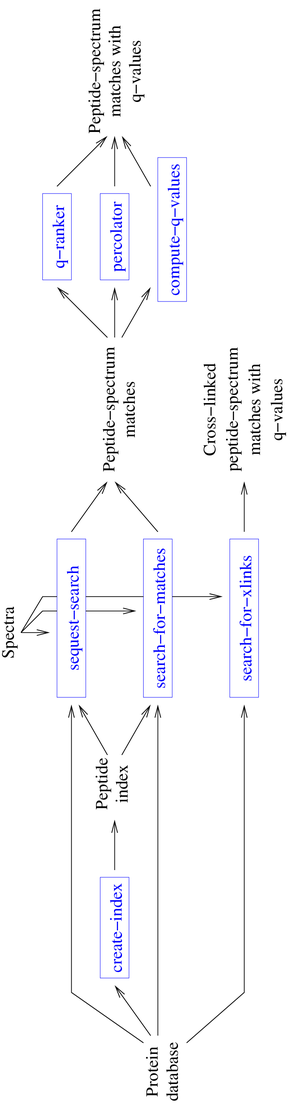 Protein
database
create−index
Peptide
index
Spectra
sequest−search
search−for−matches
search−for−xlinks
Peptide−spectrum
matches
Cross−linked
peptide−spectrum
matches with
q−values
q−ranker
percolator
compute−q−values
Peptide−spectrum
matches with
q−values